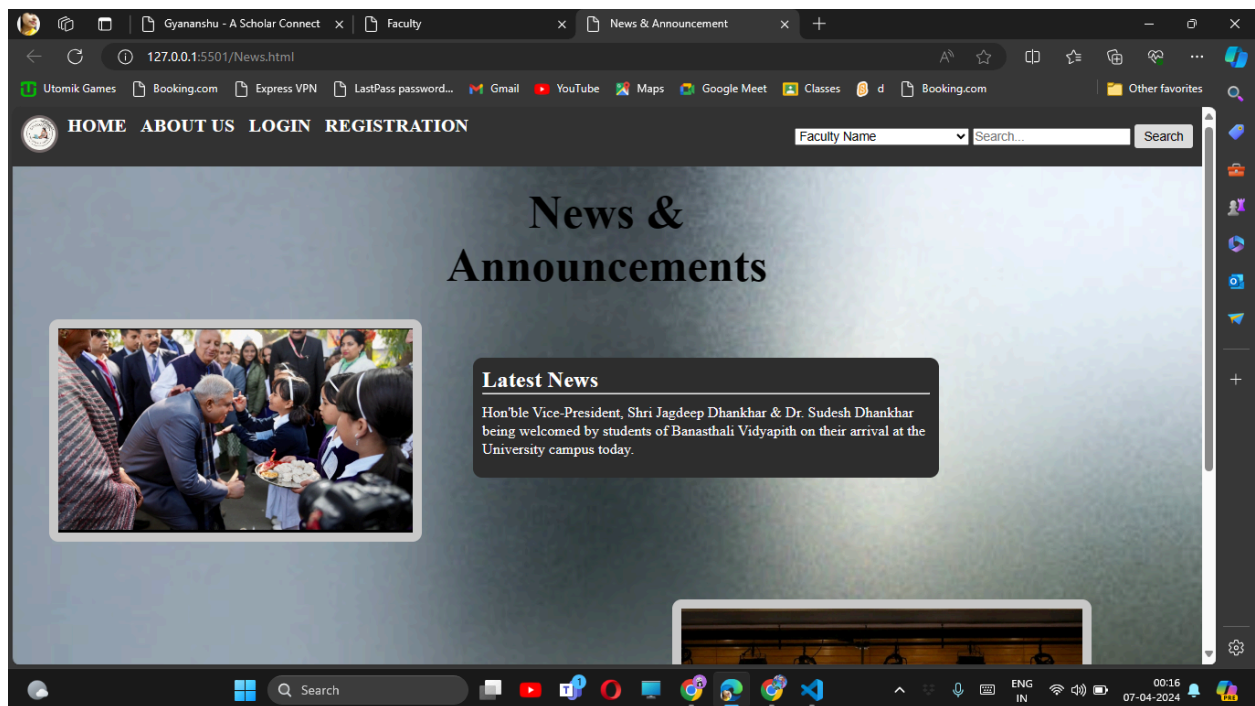 Gyananshu - A Scholar Connect
Faculty
News & Announcement
127.0.0.1:5501/News.html
Utomik Games
Booking.com
Express VPN
LastPass password...
Gmail
YouTube
Maps
Google Meet
Classes
d
Booking.com
Other favorites
HOME ABOUT US LOGIN REGISTRATION
Faculty Name
Search...
Search
News &
Announcements
Latest News
Hon'ble Vice-President, Shri Jagdeep Dhankhar & Dr. Sudesh Dhankhar
being welcomed by students of Banasthali Vidyapith on their arrival at the
University campus today.
Search
ENG
IN
00:16
07-04-2024